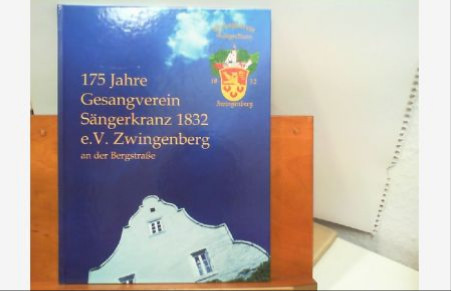 175 Jahre
Gesangverein
Sängerkranz 1832
e.V. Zwingenberg
an der Bergstraße
18 32
Zwingenberg